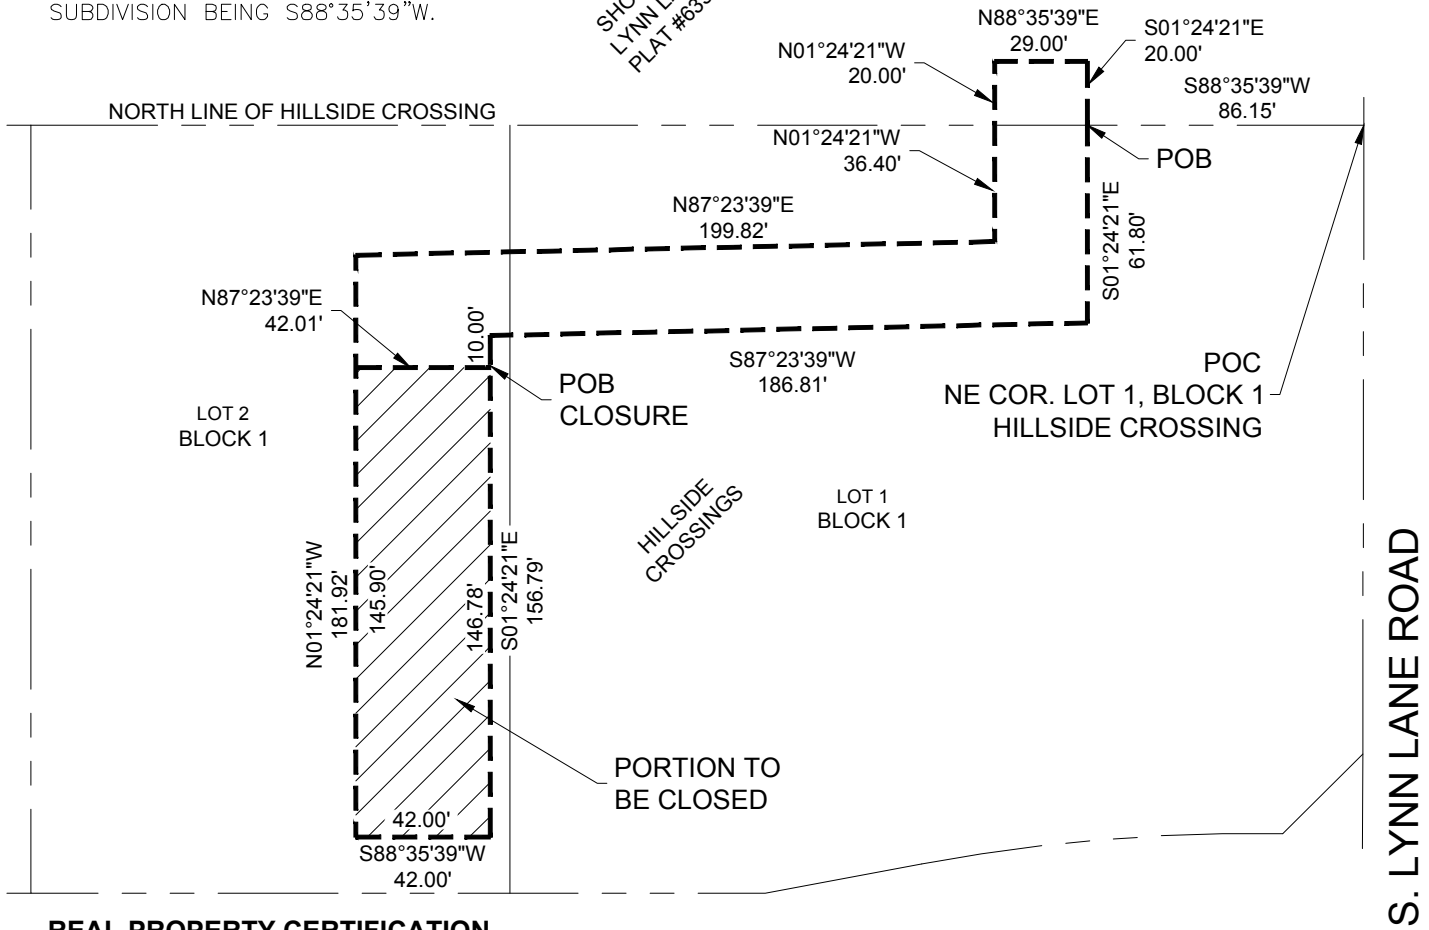 SUBDIVISION BEING S88°35'39"W.
LYNN L
PLAT #635
N88°35'39"E
29.00'
S01°24'21"E
20.00'
N01°24'21"W
20.00'
S88°35'39"W
86.15'
NORTH LINE OF HILLSIDE CROSSING
N01°24'21"W
36.40'
POB
N87°23'39"E
199.82'
S01°24'21"E
61.80'
N87°23'39"E
42.01'
10.00'
S87°23'39"W
186.81'
POB
CLOSURE
POC
NE COR. LOT 1, BLOCK 1
HILLSIDE CROSSING
LOT 2
BLOCK 1
HILLSIDE
CROSSINGS
LOT 1
BLOCK 1
N01°24'21"W
181.92'
145.90'
146.78'
S01°24'21"E
156.79'
PORTION TO
BE CLOSED
42.00'
S88°35'39"W
42.00'
S. LYNN LANE ROAD
REAL PROPERTY CERTIFICATION